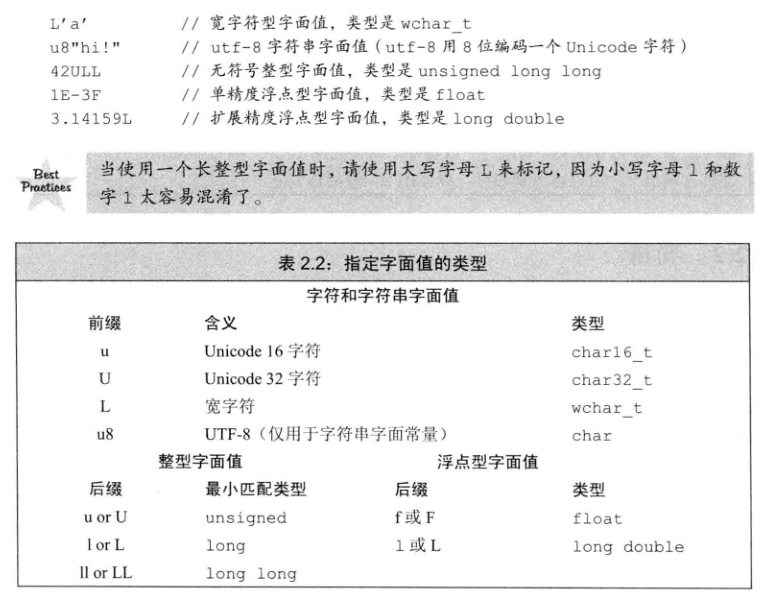 L'a' // 宽字符型字面值，类型是 wchar_t
u8"hi!" // utf-8 字符串字面值（utf-8 用 8 位编码一个 Unicode 字符）
42ULL // 无符号整型字面值，类型是 unsigned long long
1E-3F // 单精度浮点型字面值，类型是 float
3.14159L // 扩展精度浮点型字面值，类型是 long double
Best Practices
当使用一个长整型字面值时，请使用大写字母 L 来标记，因为小写字母 l 和数
字 1 太容易混淆了。
表 2.2：指定字面值的类型
字符和字符串字面值
前缀 含义 类型
u Unicode 16 字符 char16_t
U Unicode 32 字符 char32_t
L 宽字符 wchar_t
u8 UTF-8（仅用于字符串字面常量） char
整型字面值 浮点型字面值
后缀 最小匹配类型 后缀 类型
u or U unsigned f 或 F float
l or L long l 或 L long double
ll or LL long long